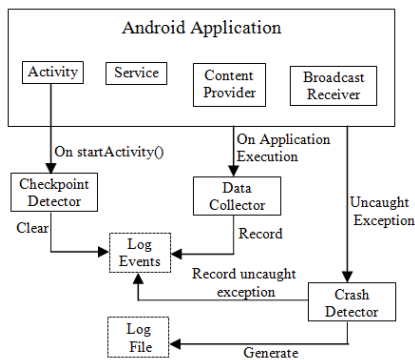 Android Application
Activity
Service
Content
Provider
Broadcast
Receiver
On startActivity()
On Application
Execution
Uncaught
Exception
Checkpoint
Detector
Data
Collector
Clear
Record
Log
Events
Record uncaught
exception
Crash
Detector
Log
File
Generate